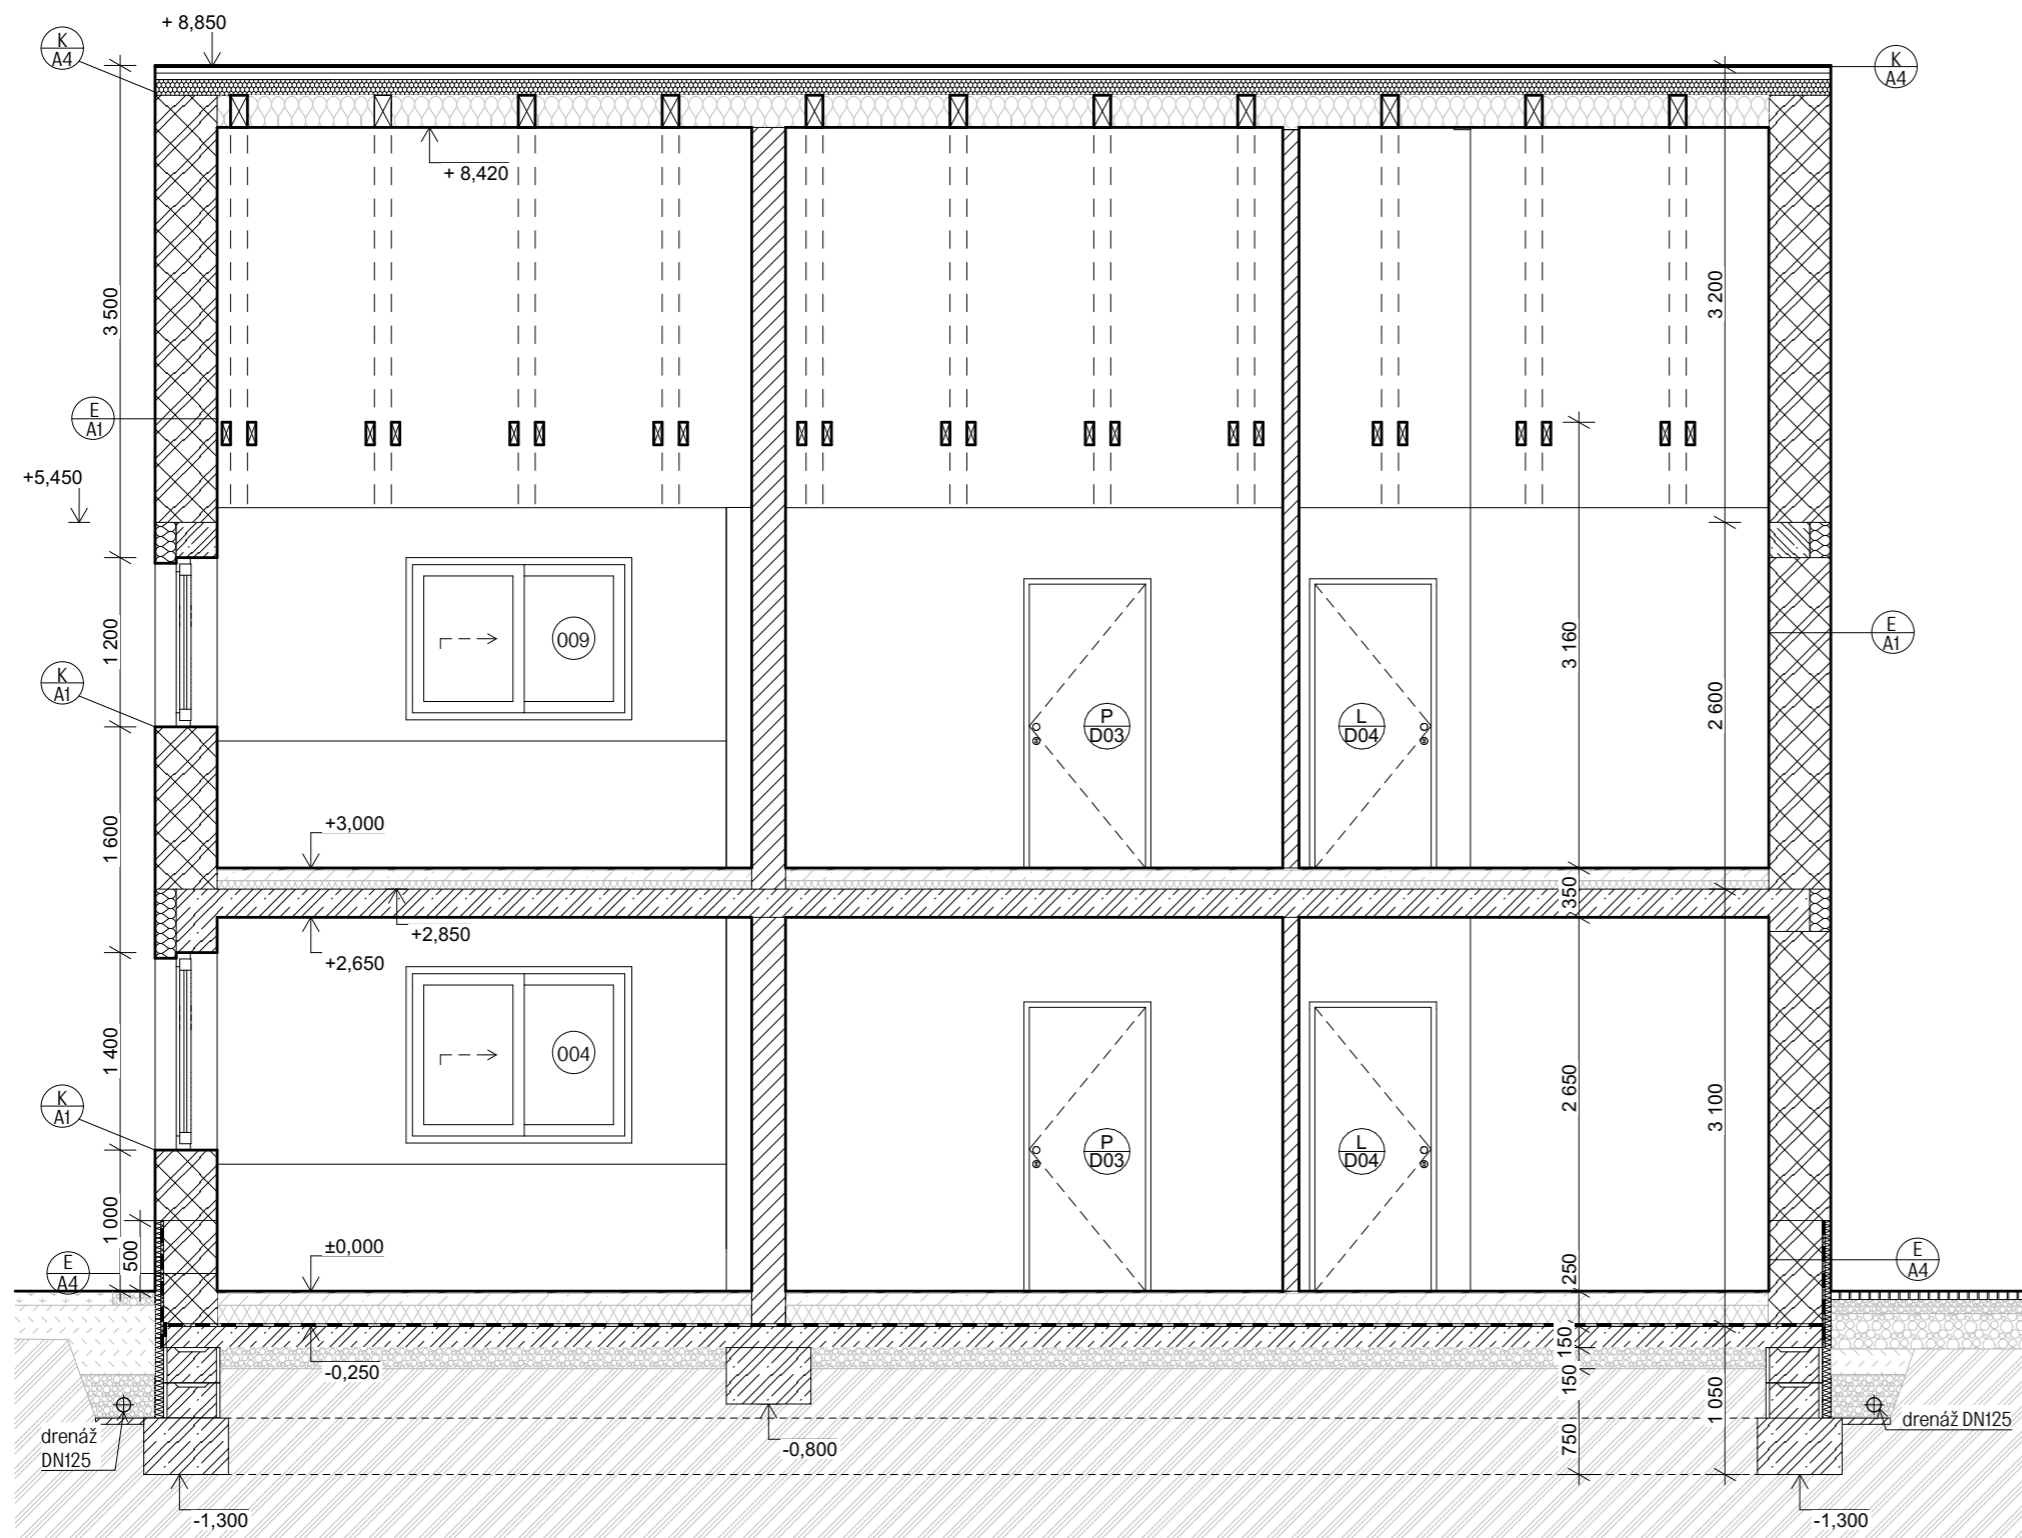 + 8,850
K
A4
K
A4
+ 8,420
3 500
3 200
E
A1
+5,450
009
1 200
3 160
E
A1
K
A1
P
D03
L
D04
2 600
+3,000
1 600
350
+2,850
+2,650
004
1 400
2 650
3 100
K
A1
P
D03
L
D04
1 000
500
±0,000
E
A4
E
A4
250
-0,250
150
150
1 050
drenáž
DN125
drenáž DN125
-0,800
750
-1,300
-1,300